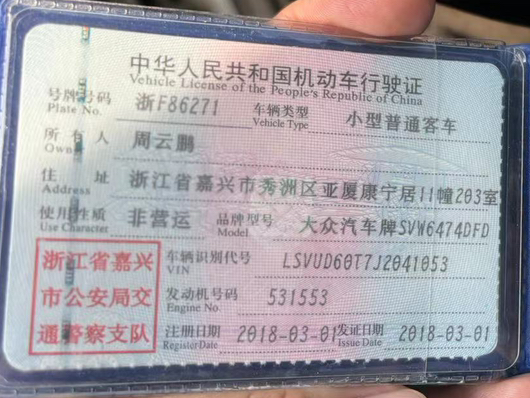 中华人民共和国机动车行驶证
Vehicle License of the People's Republic of China
号牌号码 浙F86271 车辆类型 小型普通客车
Plate No. Vehicle Type
所有人 周云鹏
Owner
住址 浙江省嘉兴市秀洲区亚厦康宁居11幢203室
Address
使用性质 非营运 品牌型号 大众汽车牌SVW6474DFD
Use Character Model
浙江省嘉兴
市公安局交
通警察支队
车辆识别代号 LSVUD60T7J2041053
VIN
发动机号码 531553
Engine No.
注册日期 2018-03-01 发证日期 2018-03-01
Register Date Issue Date